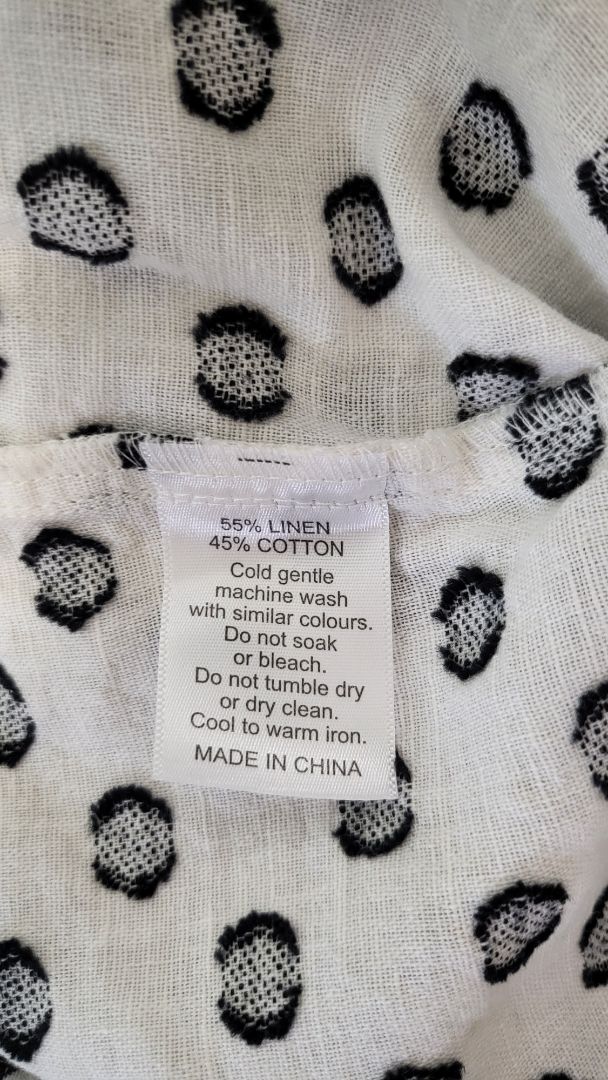 55% LINEN
45% COTTON
Cold gentle
machine wash
with similar colours.
Do not soak
or bleach.
Do not tumble dry
or dry clean.
Cool to warm iron.
MADE IN CHINA